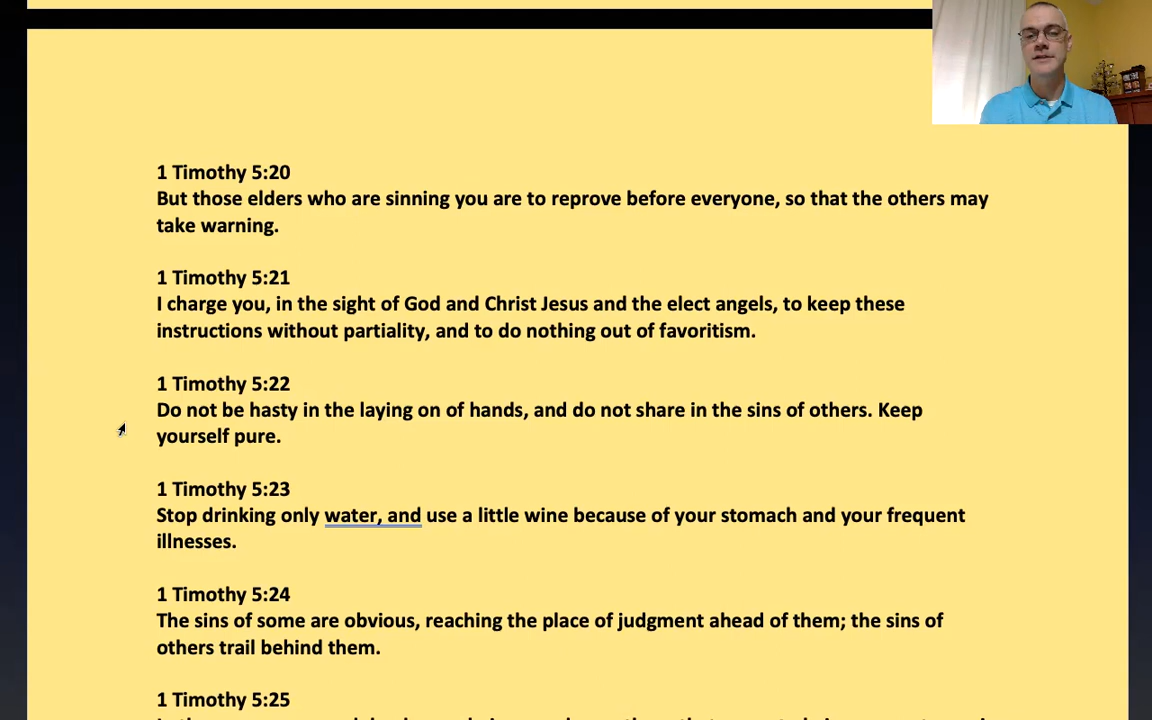 1 Timothy 5:20
But those elders who are sinning you are to reprove before everyone, so that the others may
take warning.
1 Timothy 5:21
I charge you, in the sight of God and Christ Jesus and the elect angels, to keep these
instructions without partiality, and to do nothing out of favoritism.
1 Timothy 5:22
Do not be hasty in the laying on of hands, and do not share in the sins of others. Keep
yourself pure.
1 Timothy 5:23
Stop drinking only water, and use a little wine because of your stomach and your frequent
illnesses.
1 Timothy 5:24
The sins of some are obvious, reaching the place of judgment ahead of them; the sins of
others trail behind them.
1 Timothy 5:25